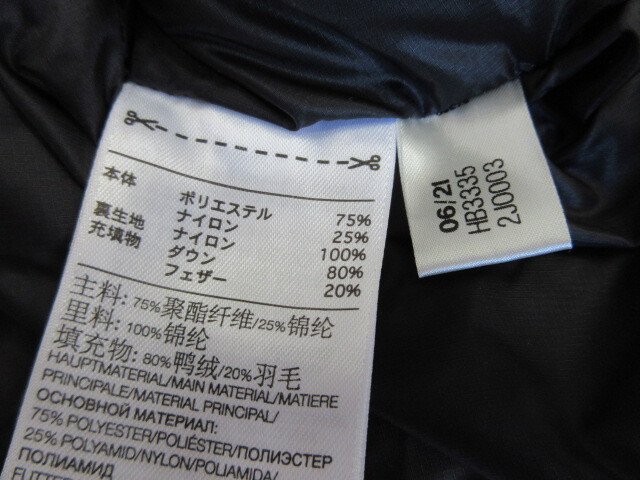 本体 ポリエステル 75%
ナイロン 25%
裏生地 ナイロン 100%
充填物 ダウン 80%
フェザー 20%
主料: 75%聚酯纤维/25%锦纶
里料: 100%锦纶
填充物: 80%鸭绒/20%羽毛
HAUPTMATERIAL/MAIN MATERIAL/MATIERE
PRINCIPALE/MATERIAL PRINCIPAL/
ОСНОВНОЙ МАТЕРИАЛ:
75% POLYESTER/POLIÉSTER/ПОЛИЭСТЕР
25% POLYAMID/NYLON/POLIAMIDA/
ПОЛИАМИД
06/21
HB3335
2J0003